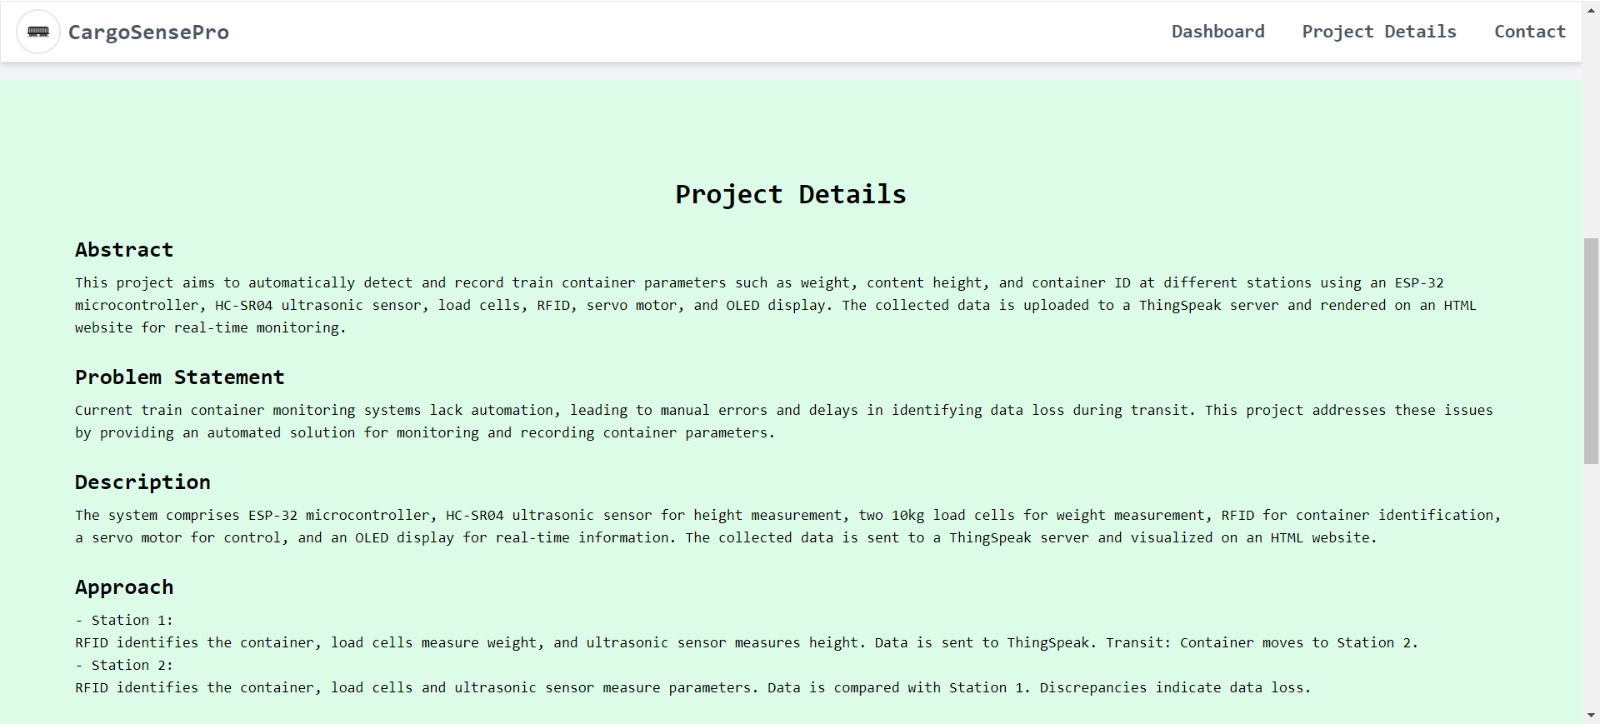 CargoSensePro
Dashboard
Project Details
Contact
Project Details
Abstract
This project aims to automatically detect and record train container parameters such as weight, content height, and container ID at different stations using an ESP-32
microcontroller, HC-SR04 ultrasonic sensor, load cells, RFID, servo motor, and OLED display. The collected data is uploaded to a ThingSpeak server and rendered on an HTML
website for real-time monitoring.
Problem Statement
Current train container monitoring systems lack automation, leading to manual errors and delays in identifying data loss during transit. This project addresses these issues
by providing an automated solution for monitoring and recording container parameters.
Description
The system comprises ESP-32 microcontroller, HC-SR04 ultrasonic sensor for height measurement, two 10kg load cells for weight measurement, RFID for container identification,
a servo motor for control, and an OLED display for real-time information. The collected data is sent to a ThingSpeak server and visualized on an HTML website.
Approach
- Station 1:
RFID identifies the container, load cells measure weight, and ultrasonic sensor measures height. Data is sent to ThingSpeak. Transit: Container moves to Station 2.
- Station 2:
RFID identifies the container, load cells and ultrasonic sensor measure parameters. Data is compared with Station 1. Discrepancies indicate data loss.